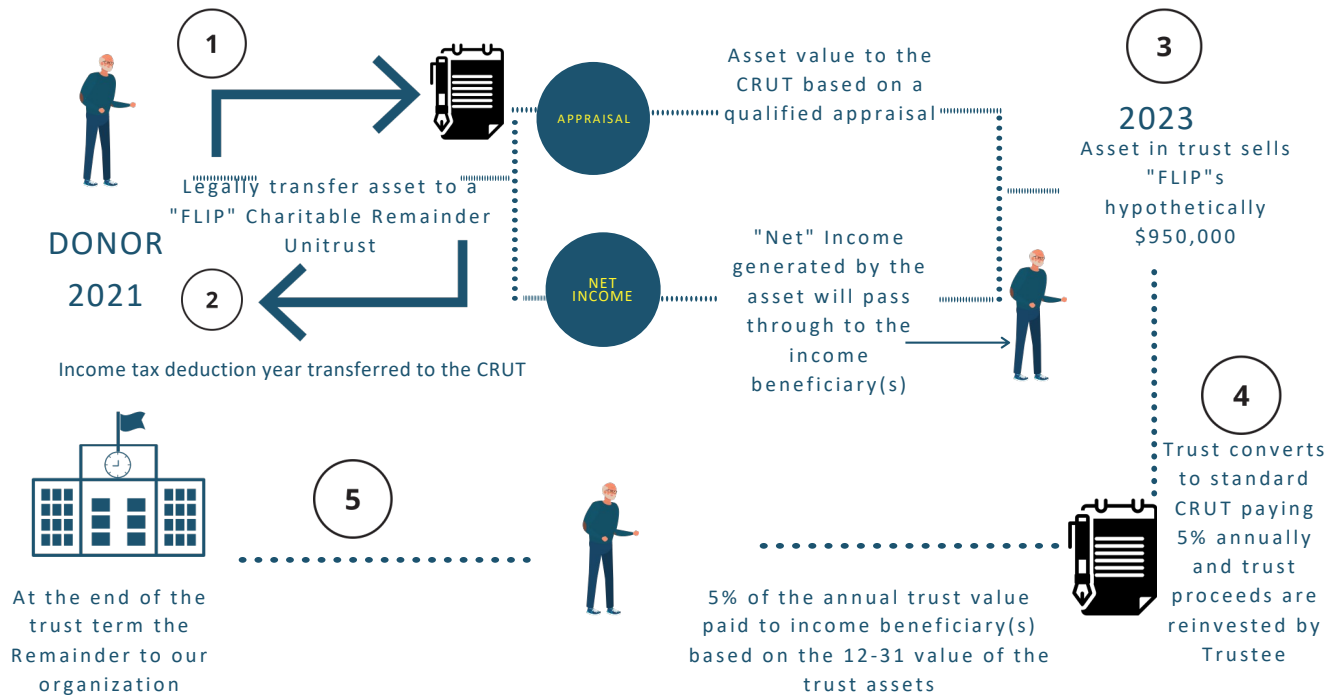 1
Legally transfer asset to a
"FLIP" Charitable Remainder
Unitrust
DONOR
2021
2
Income tax deduction year transferred to the CRUT
APPRAISAL
Asset value to the
CRUT based on a
qualified appraisal
NET
INCOME
"Net" Income
generated by the
asset will pass
through to the
income
beneficiary(s)
3
2023
Asset in trust sells
"FLIP"s
hypothetically
$950,000
4
Trust converts
to standard
CRUT paying
5% annually
and trust
proceeds are
reinvested by
Trustee
5% of the annual trust value
paid to income beneficiary(s)
based on the 12-31 value of the
trust assets
5
At the end of the
trust term the
Remainder to our
organization